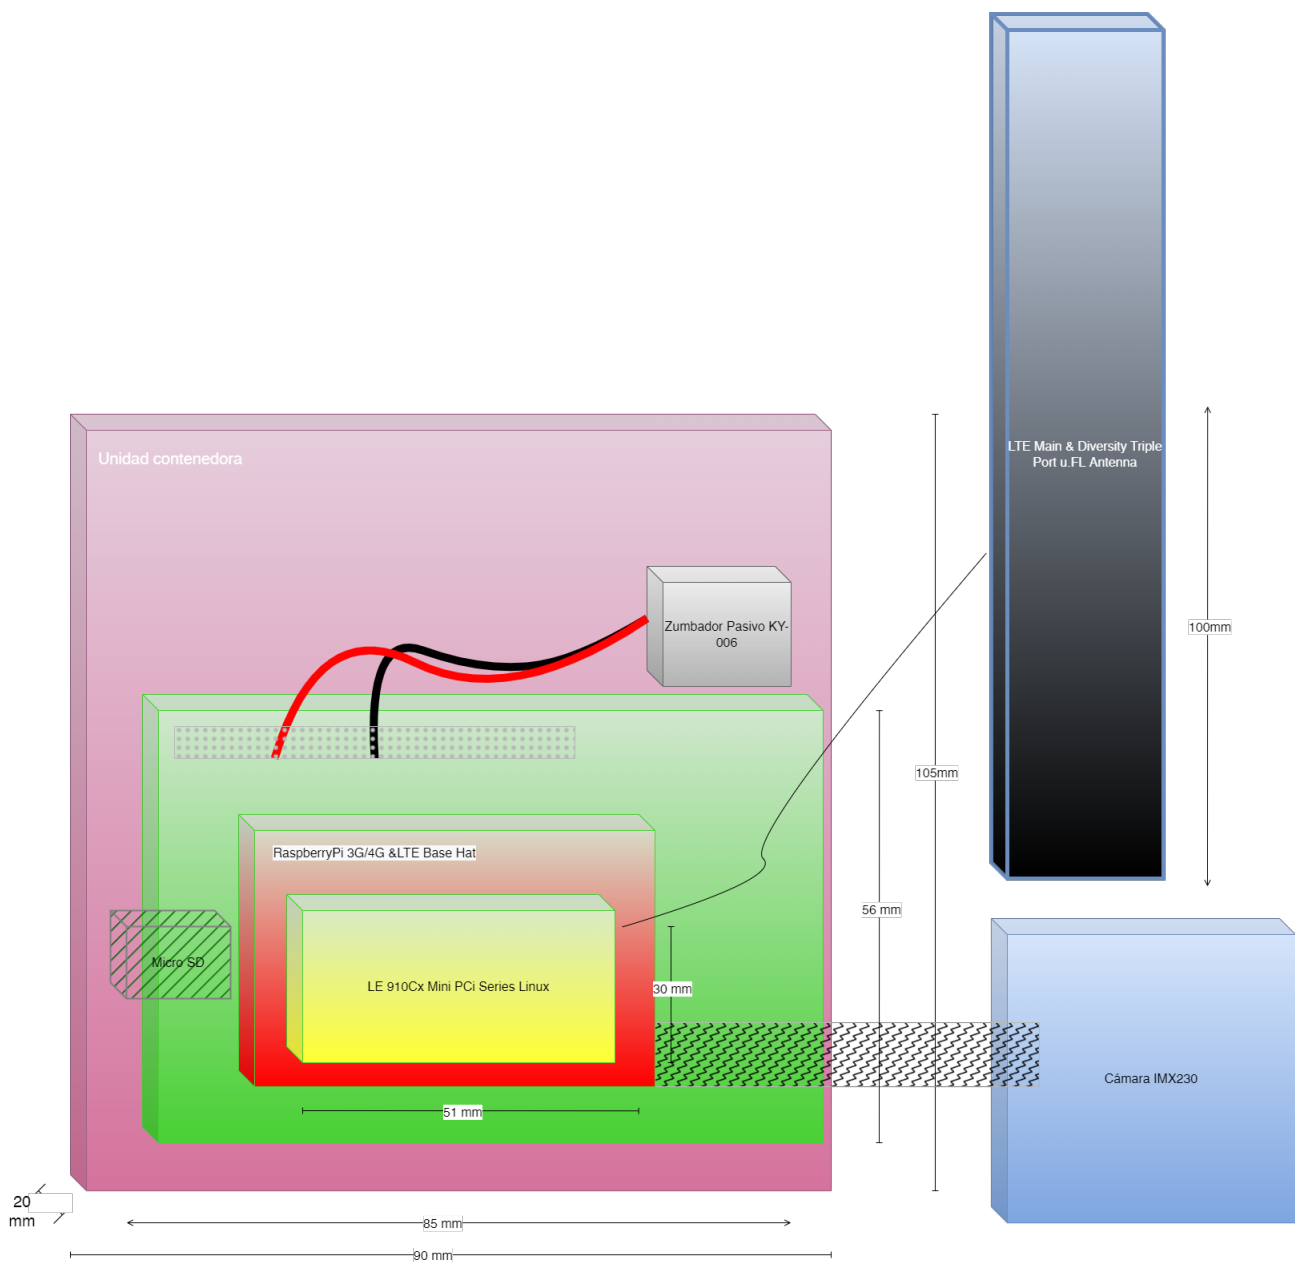 LTE Main & Diversity Triple
Port u.FL Antenna
Unidad contenedora
Zumbador Pasivo KY-
006
100mm
105mm
RaspberryPi 3G/4G &LTE Base Hat
56 mm
Micro SD
LE 910Cx Mini PCi Series Linux
30 mm
Cámara IMX230
51 mm
20
mm
85 mm
90 mm